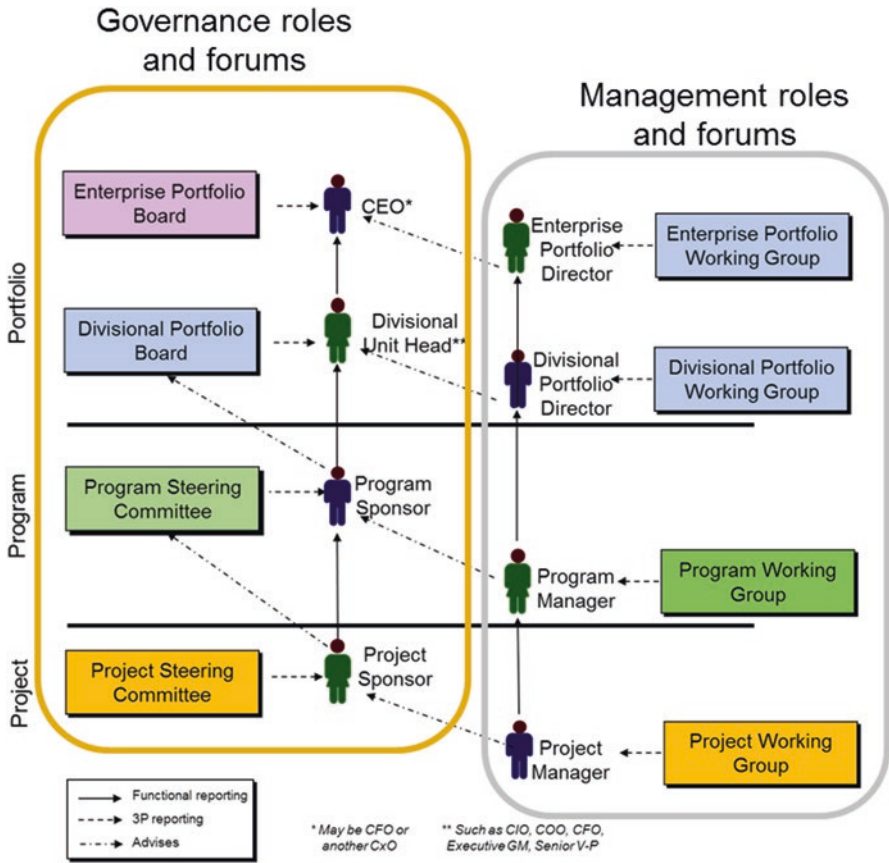 Governance roles
and forums
Management roles
and forums
Portfolio
Enterprise Portfolio
Board
CEO*
Enterprise
Portfolio
Director
Enterprise Portfolio
Working Group
Divisional Portfolio
Board
Divisional
Unit Head**
Divisional
Portfolio
Director
Divisional Portfolio
Working Group
Program
Program Steering
Committee
Program
Sponsor
Program
Manager
Program Working
Group
Project
Project Steering
Committee
Project
Sponsor
Project
Manager
Project Working
Group
Functional reporting
3P reporting
Advises
* May be CFO or
another CxO
** Such as CIO, COO, CFO,
Executive GM, Senior V-P